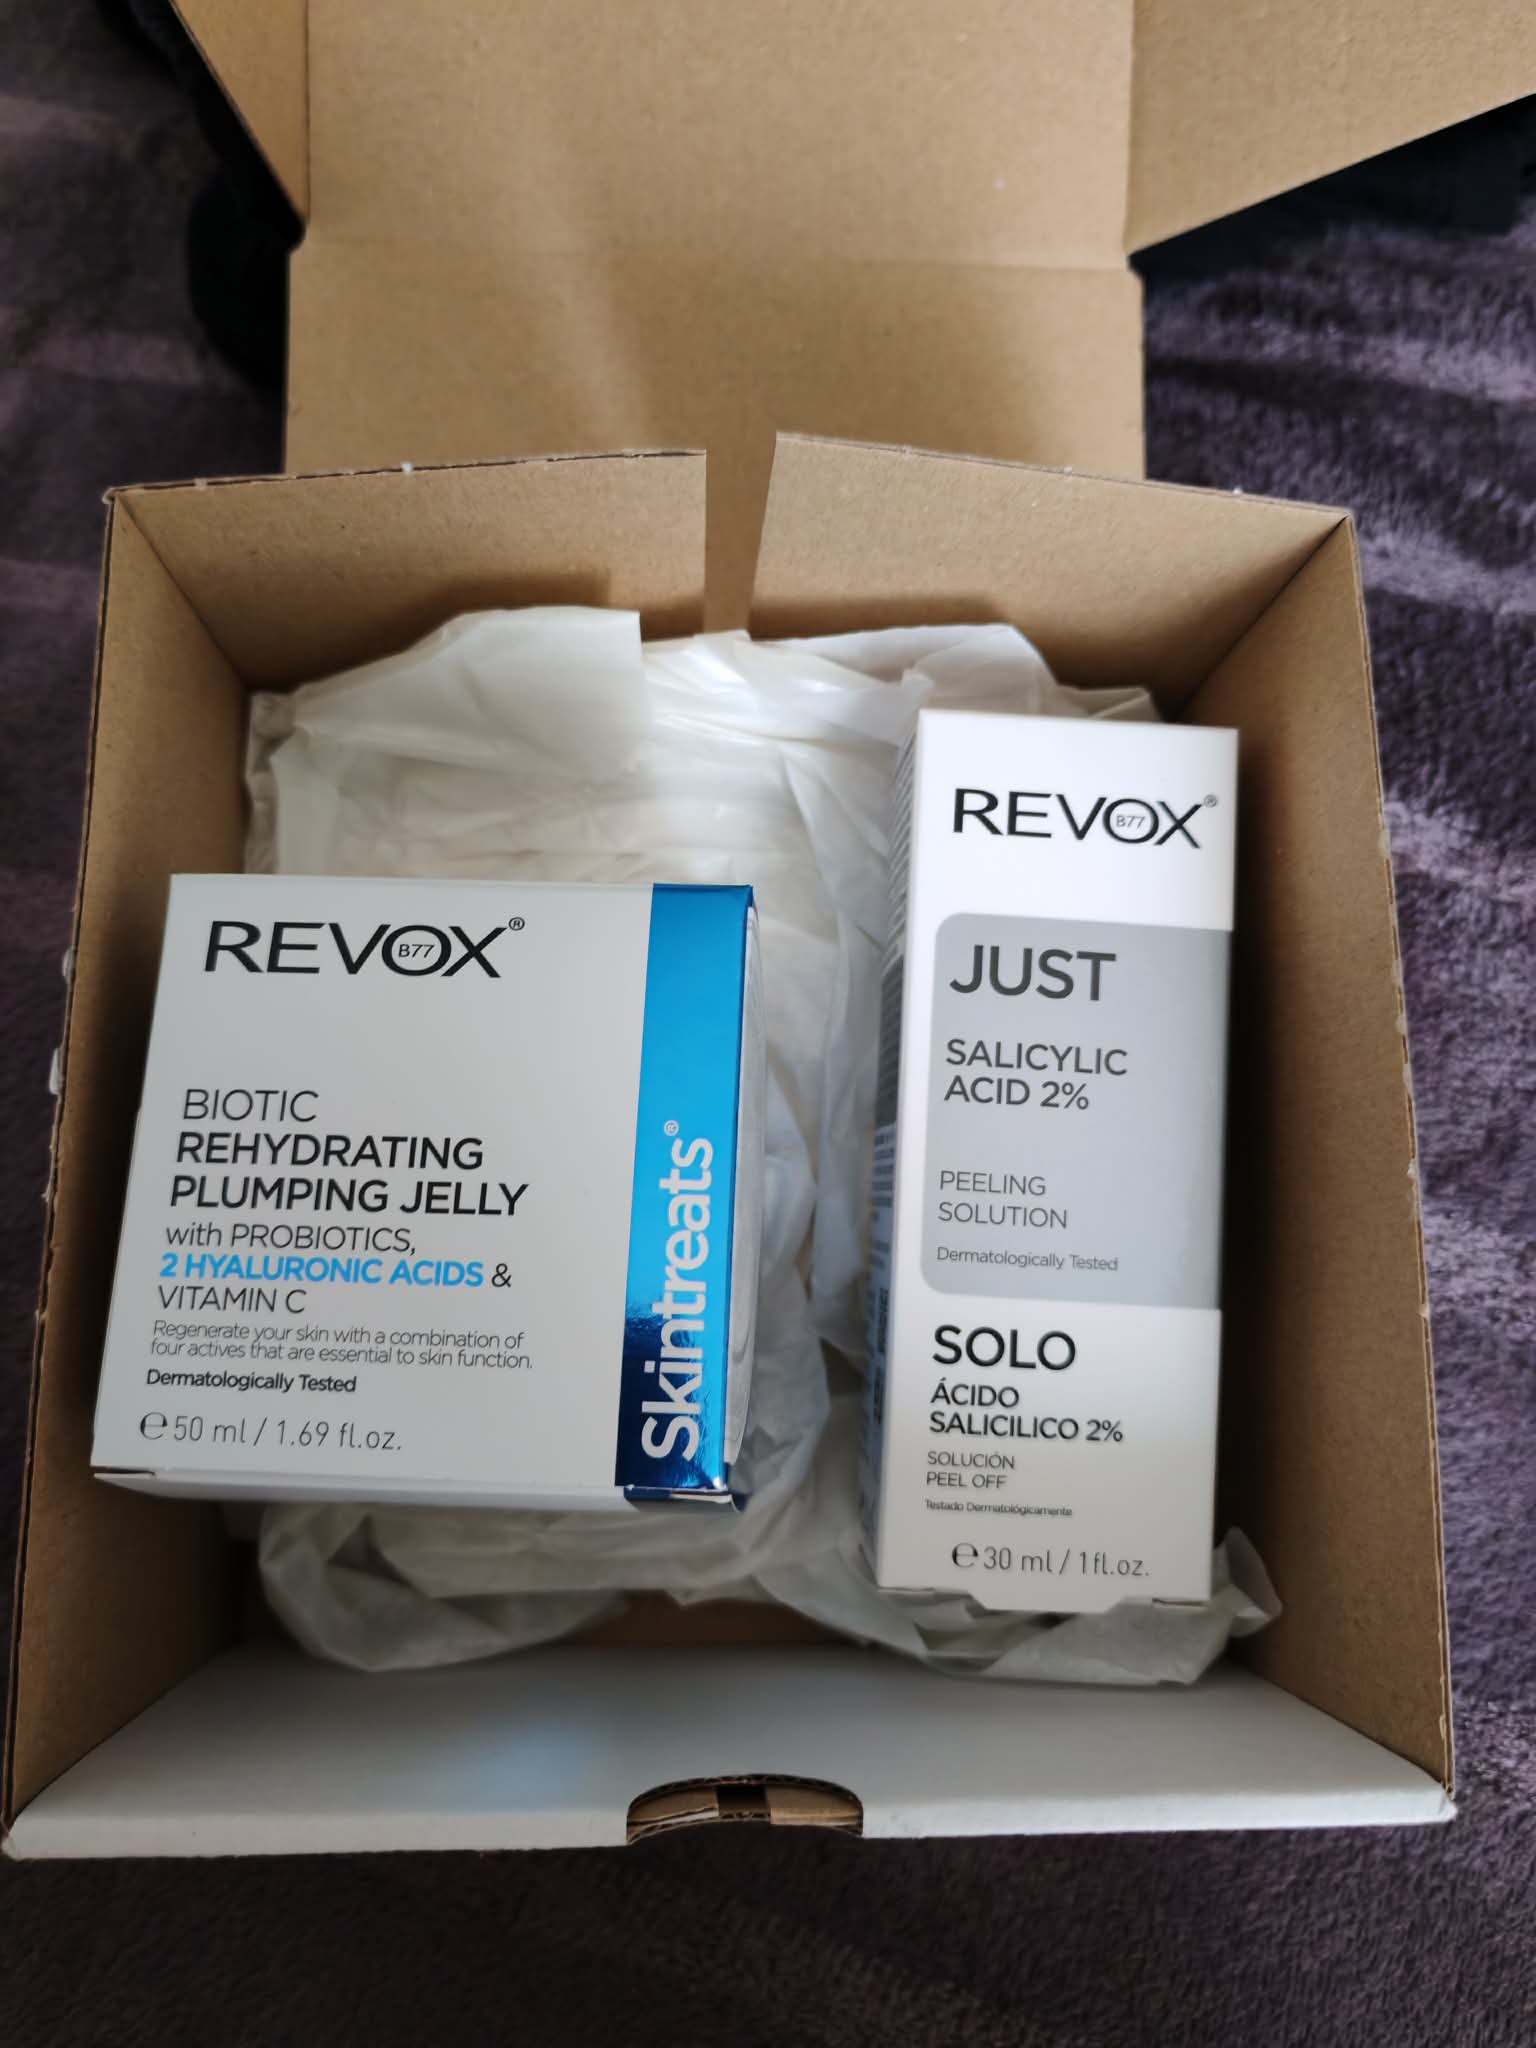 REVOX®
B77
BIOTIC
REHYDRATING
PLUMPING JELLY
with PROBIOTICS,
2 HYALURONIC ACIDS &
VITAMIN C
Regenerate your skin with a combination of
four actives that are essential to skin function.
Dermatologically Tested
℮ 50 ml / 1.69 fl.oz.
Skintreats®
REVOX®
B77
JUST
SALICYLIC
ACID 2%
PEELING
SOLUTION
Dermatologically Tested
SOLO
ÁCIDO
SALICILICO 2%
SOLUCIÓN
PEEL OFF
Testado Dermatológicamente
℮ 30 ml / 1 fl.oz.